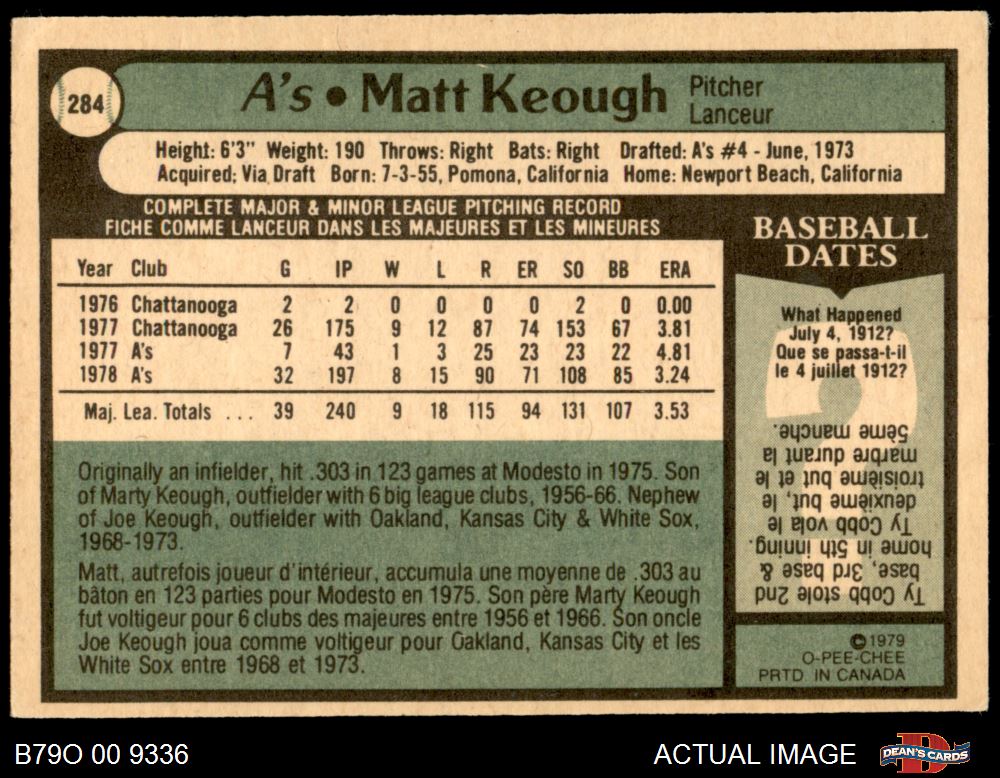 284
A's • Matt Keough Pitcher
Lanceur
Height: 6'3" Weight: 190 Throws: Right Bats: Right Drafted: A's #4 - June, 1973
Acquired: Via Draft Born: 7-3-55, Pomona, California Home: Newport Beach, California
COMPLETE MAJOR & MINOR LEAGUE PITCHING RECORD
FICHE COMME LANCEUR DANS LES MAJEURES ET LES MINEURES
Year Club G IP W L R ER SO BB ERA
1976 Chattanooga 2 2 0 0 0 0 2 0 0.00
1977 Chattanooga 26 175 9 12 87 74 153 67 3.81
1977 A's 7 43 1 3 25 23 23 22 4.81
1978 A's 32 197 8 15 90 71 108 85 3.24
Maj. Lea. Totals ... 39 240 9 18 115 94 131 107 3.53
Originally an infielder, hit .303 in 123 games at Modesto in 1975. Son
of Marty Keough, outfielder with 6 big league clubs, 1956-66. Nephew
of Joe Keough, outfielder with Oakland, Kansas City & White Sox,
1968-1973.
Matt, autrefois joueur d'intérieur, accumula une moyenne de .303 au
bâton en 123 parties pour Modesto en 1975. Son père Marty Keough
fut voltigeur pour 6 clubs des majeures entre 1956 et 1966. Son oncle
Joe Keough joua comme voltigeur pour Oakland, Kansas City et les
White Sox entre 1968 et 1973.
BASEBALL
DATES
What Happened
July 4, 1912?
Que se passa-t-il
le 4 juillet 1912?
Ty Cobb stole 2nd
base, 3rd base &
home in 5th inning.
Ty Cobb vola le
deuxième but, le
troisième but et le
marbre durant la
5ème manche.
©1979
O-PEE-CHEE
PRTD. IN CANADA
B79O 00 9336
ACTUAL IMAGE
DEAN'S CARDS